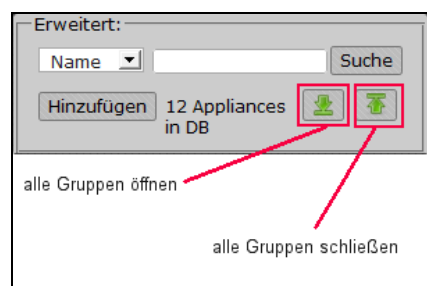 Erweitert:
Name Suche
Hinzufügen 12 Appliances
in DB
alle Gruppen öffnen
alle Gruppen schließen